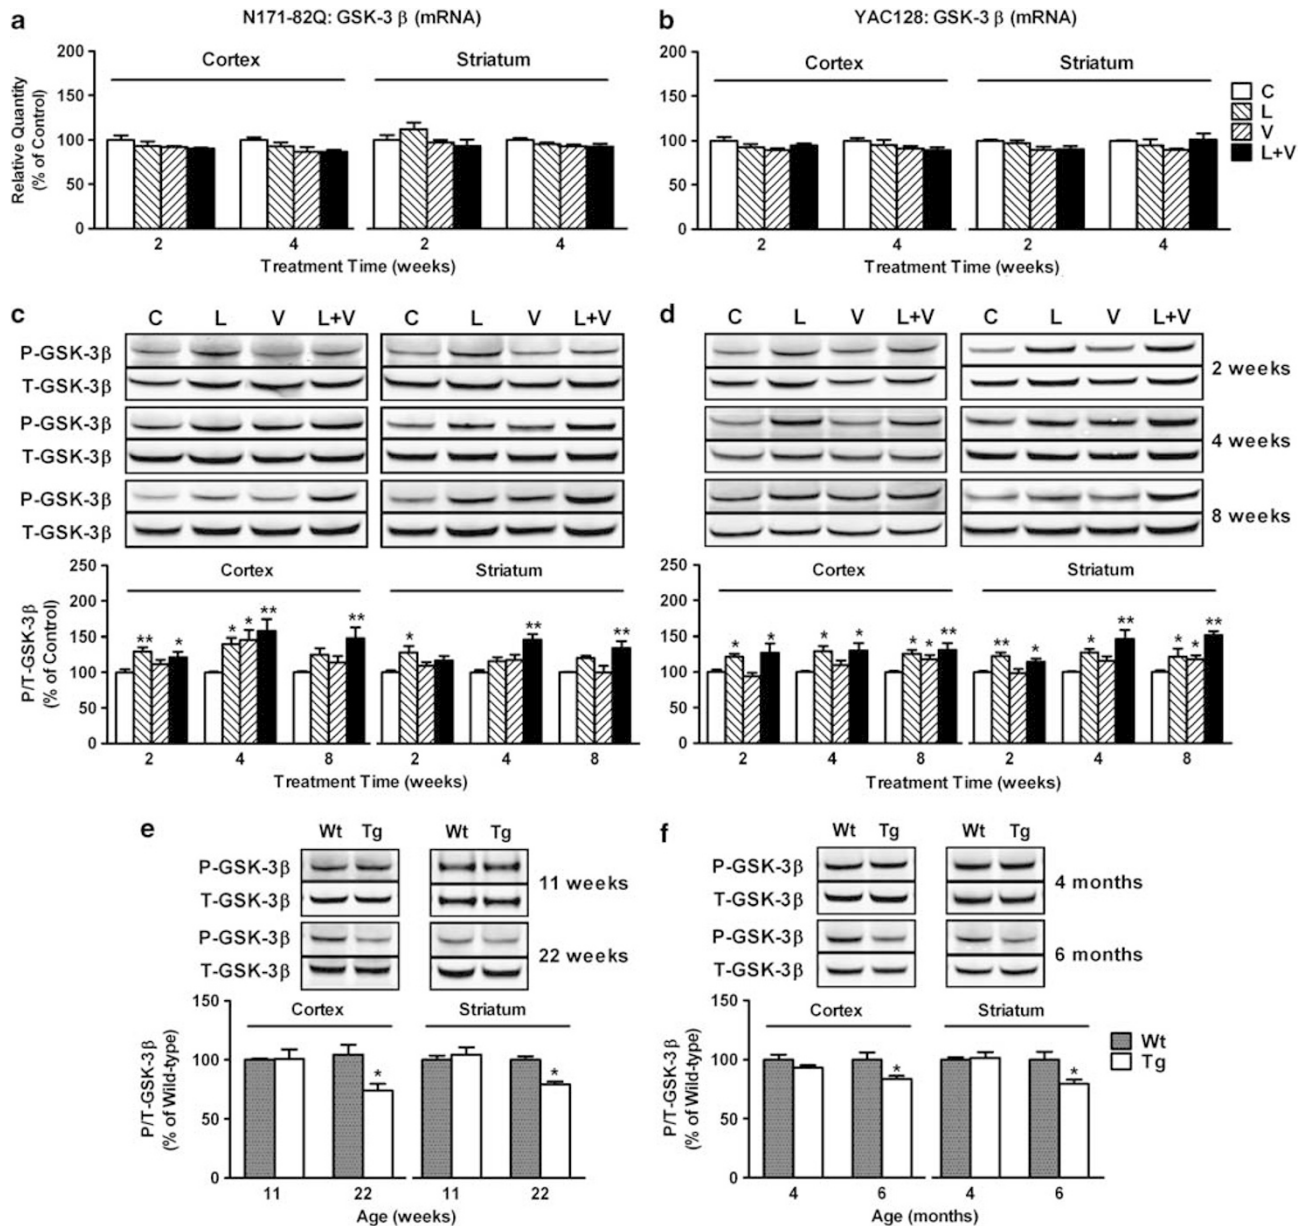 a N171-82Q: GSK-3 β (mRNA)
Relative Quantity
(% of Control)
200
150
100
50
0
Cortex Striatum
2 4 2 4
Treatment Time (weeks)
b YAC128: GSK-3 β (mRNA)
200
150
100
50
0
Cortex Striatum
2 4 2 4
Treatment Time (weeks)
C
L
V
L+V
c C L V L+V C L V L+V
P-GSK-3β
T-GSK-3β
P-GSK-3β
T-GSK-3β
P-GSK-3β
T-GSK-3β
P/T-GSK-3β
(% of Control)
250
200
150
100
50
0
Cortex Striatum
** * * * ** ** * ** **
2 4 8 2 4 8
Treatment Time (weeks)
d C L V L+V C L V L+V
2 weeks
4 weeks
8 weeks
250
200
150
100
50
0
Cortex Striatum
* * * * * * ** ** * * ** * * **
2 4 8 2 4 8
Treatment Time (weeks)
e Wt Tg Wt Tg
P-GSK-3β
T-GSK-3β
11 weeks
P-GSK-3β
T-GSK-3β
22 weeks
P/T-GSK-3β
(% of Wild-type)
150
100
50
0
Cortex Striatum
* *
11 22 11 22
Age (weeks)
f Wt Tg Wt Tg
P-GSK-3β
T-GSK-3β
4 months
P-GSK-3β
T-GSK-3β
6 months
P/T-GSK-3β
(% of Wild-type)
150
100
50
0
Cortex Striatum
* *
4 6 4 6
Age (months)
Wt
Tg